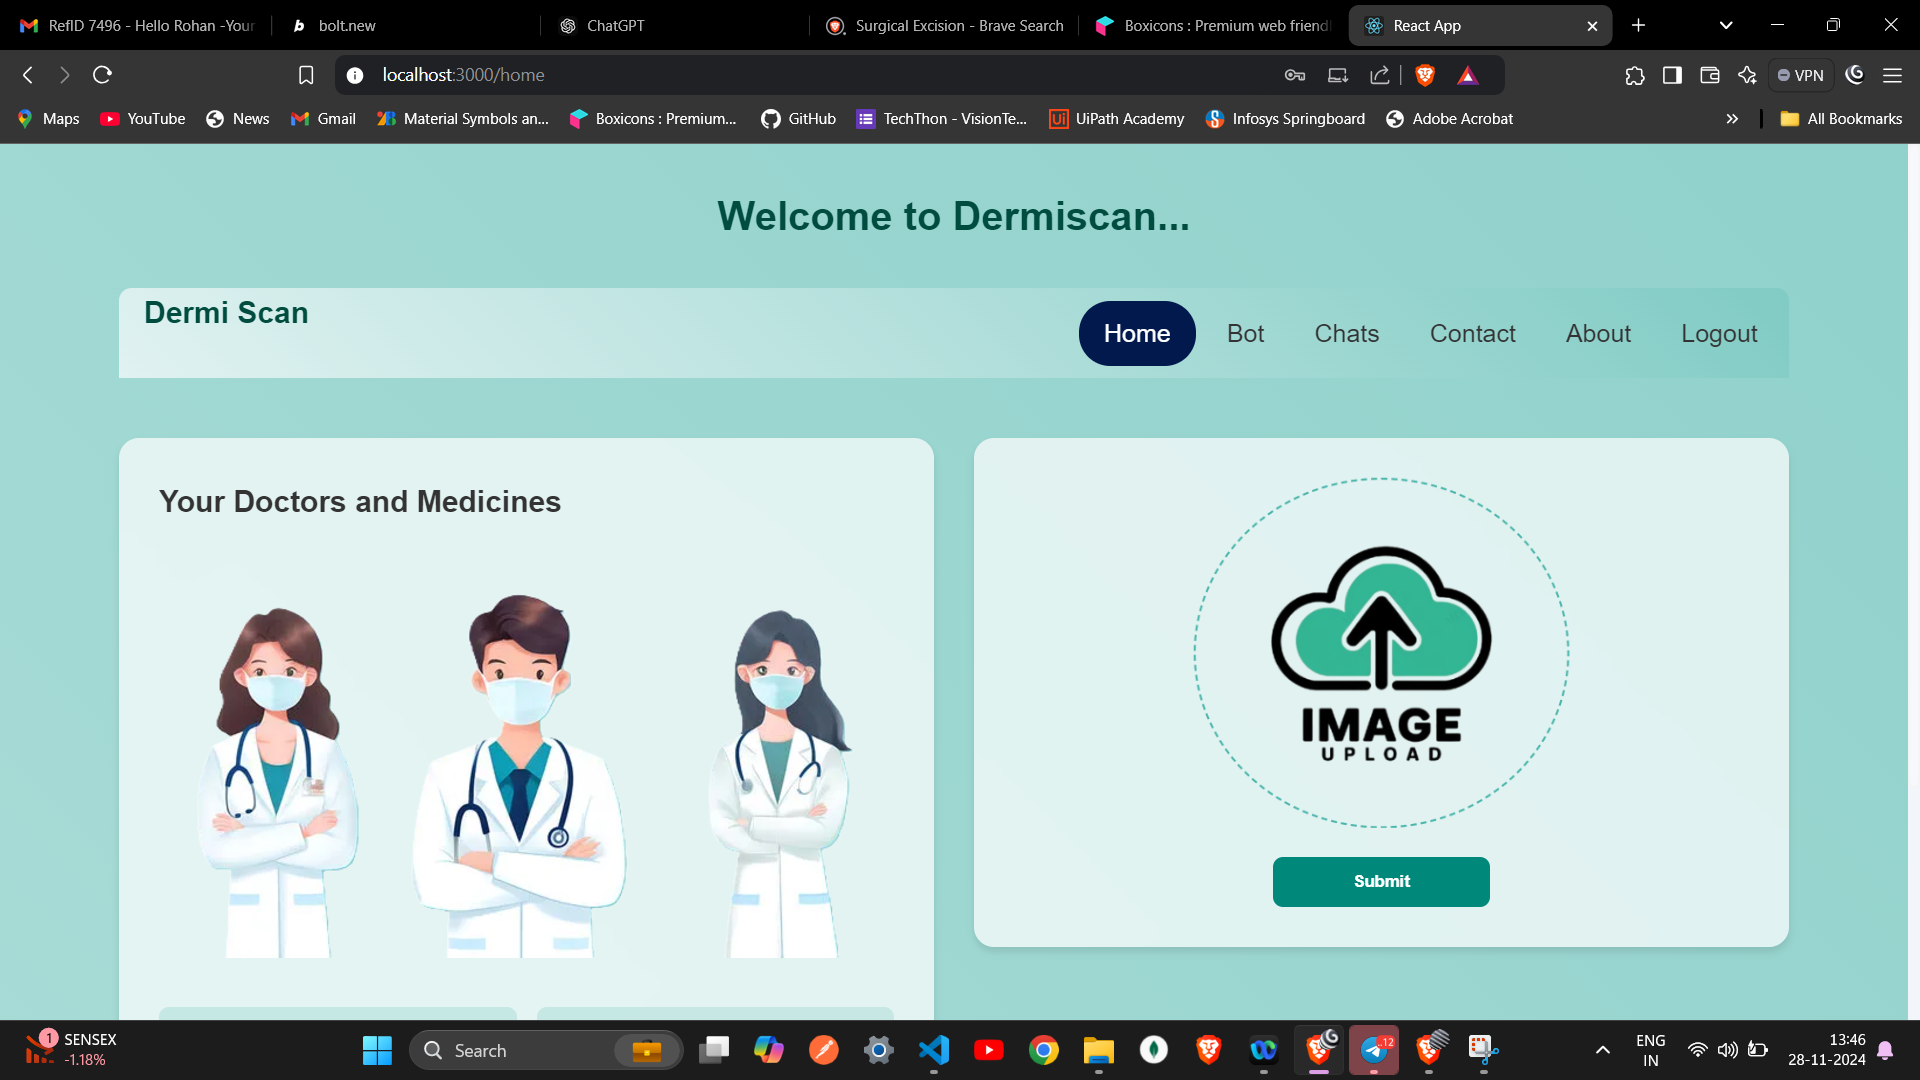 RefID 7496 - Hello Rohan -Your
bolt.new
ChatGPT
Surgical Excision - Brave Search
Boxicons : Premium web friendl
React App
localhost:3000/home
VPN
Maps
YouTube
News
Gmail
Material Symbols an...
Boxicons : Premium...
GitHub
TechThon - VisionTe...
UiPath Academy
Infosys Springboard
Adobe Acrobat
All Bookmarks
Welcome to Dermiscan...
Dermi Scan
Home
Bot
Chats
Contact
About
Logout
Your Doctors and Medicines
IMAGE
UPLOAD
Submit
1
SENSEX
-1.18%
Search
12
ENG
IN
13:46
28-11-2024